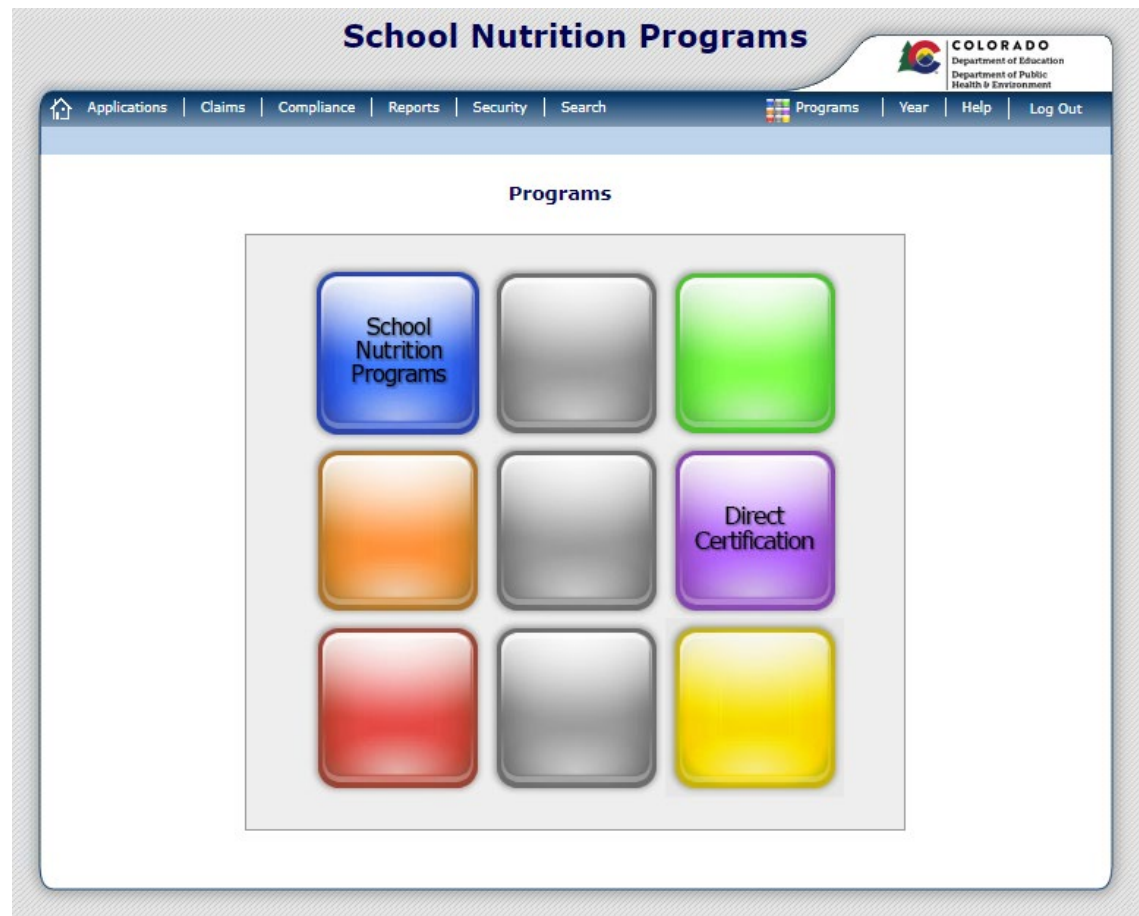 School Nutrition Programs
COLORADO
Department of Education
Department of Public
Health & Environment
Applications | Claims | Compliance | Reports | Security | Search Programs | Year | Help | Log Out
Programs
School
Nutrition
Programs
Direct
Certification